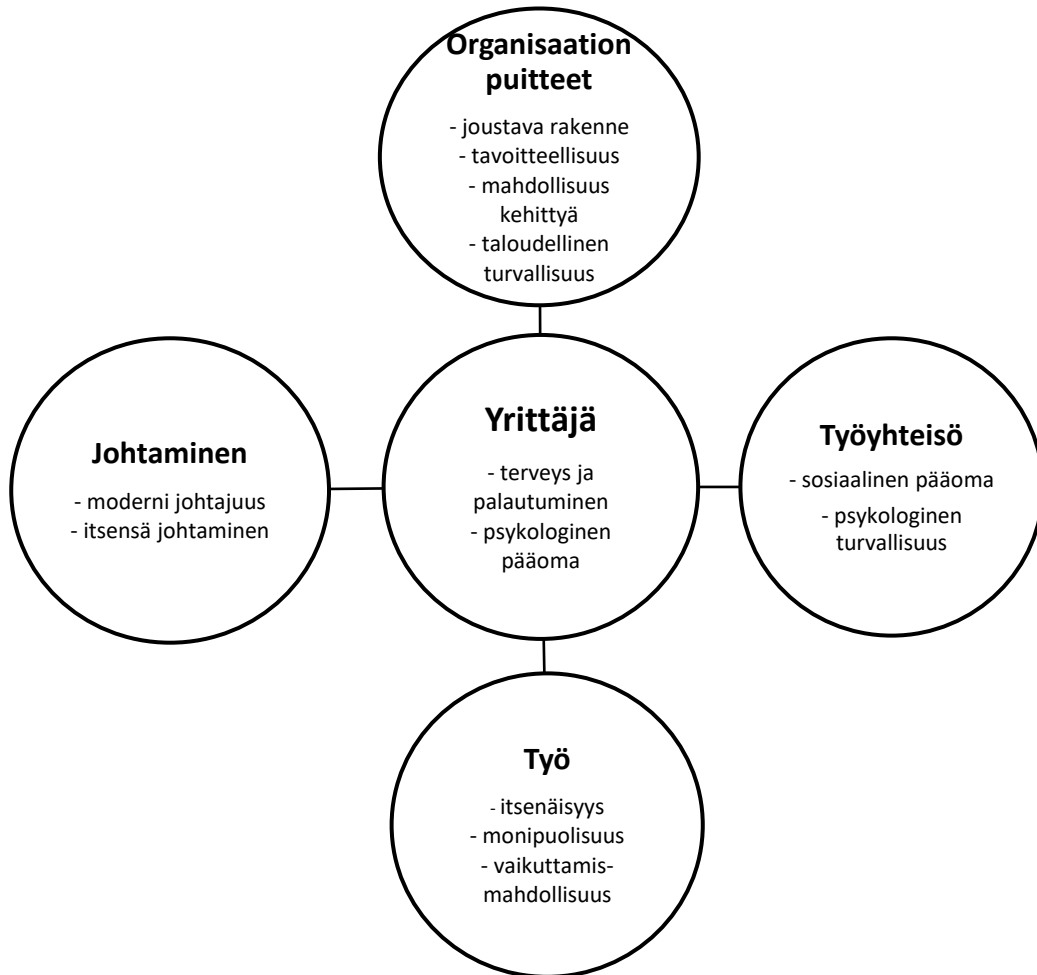 Organisaation
puitteet
- joustava rakenne
- tavoitteellisuus
- mahdollisuus
kehittyä
- taloudellinen
turvallisuus
Johtaminen
- moderni johtajuus
- itsensä johtaminen
Yrittäjä
- terveys ja
palautuminen
- psykologinen
pääoma
Työyhteisö
- sosiaalinen pääoma
- psykologinen
turvallisuus
Työ
- itsenäisyys
- monipuolisuus
- vaikuttamis-
mahdollisuus